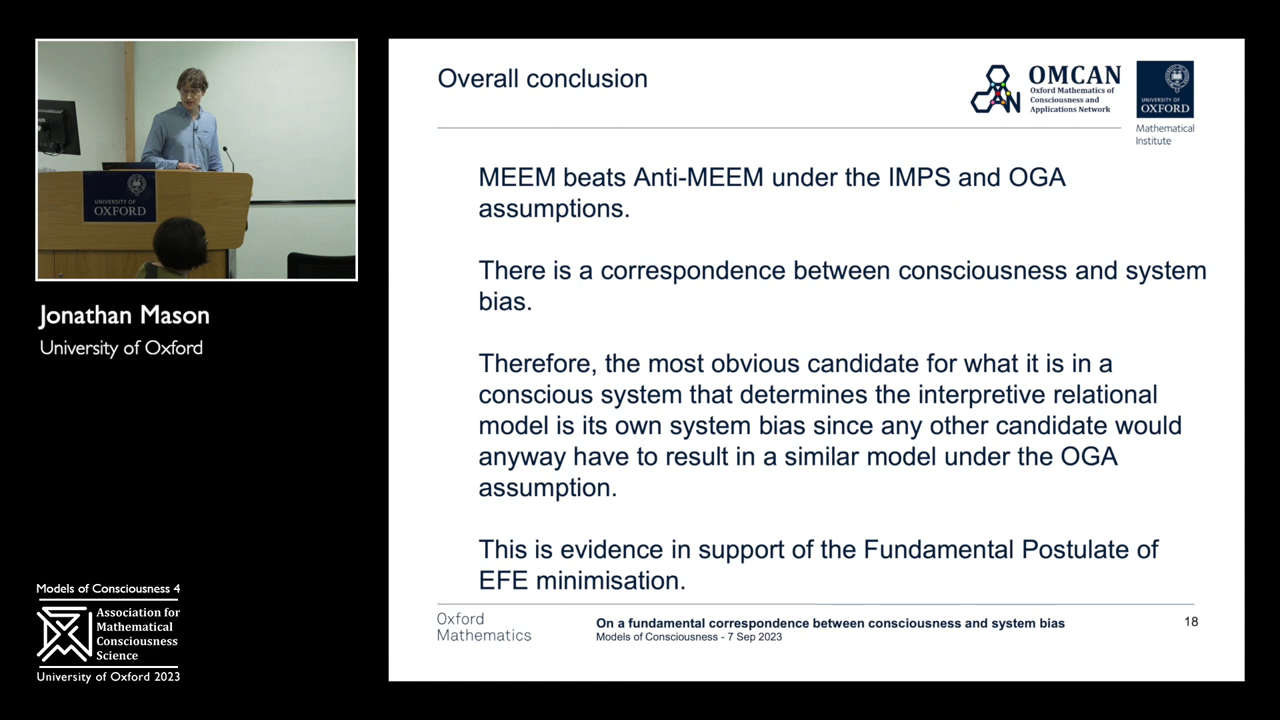 UNIVERSITY OF
OXFORD
Jonathan Mason
University of Oxford
Models of Consciousness 4
Association for
Mathematical
Consciousness
Science
University of Oxford 2023
Overall conclusion
OMCAN
Oxford Mathematics of
Consciousness and
Applications Network
UNIVERSITY OF
OXFORD
Mathematical
Institute
MEEM beats Anti-MEEM under the IMPS and OGA
assumptions.
There is a correspondence between consciousness and system
bias.
Therefore, the most obvious candidate for what it is in a
conscious system that determines the interpretive relational
model is its own system bias since any other candidate would
anyway have to result in a similar model under the OGA
assumption.
This is evidence in support of the Fundamental Postulate of
EFE minimisation.
Oxford
Mathematics
On a fundamental correspondence between consciousness and system bias
Models of Consciousness - 7 Sep 2023
18